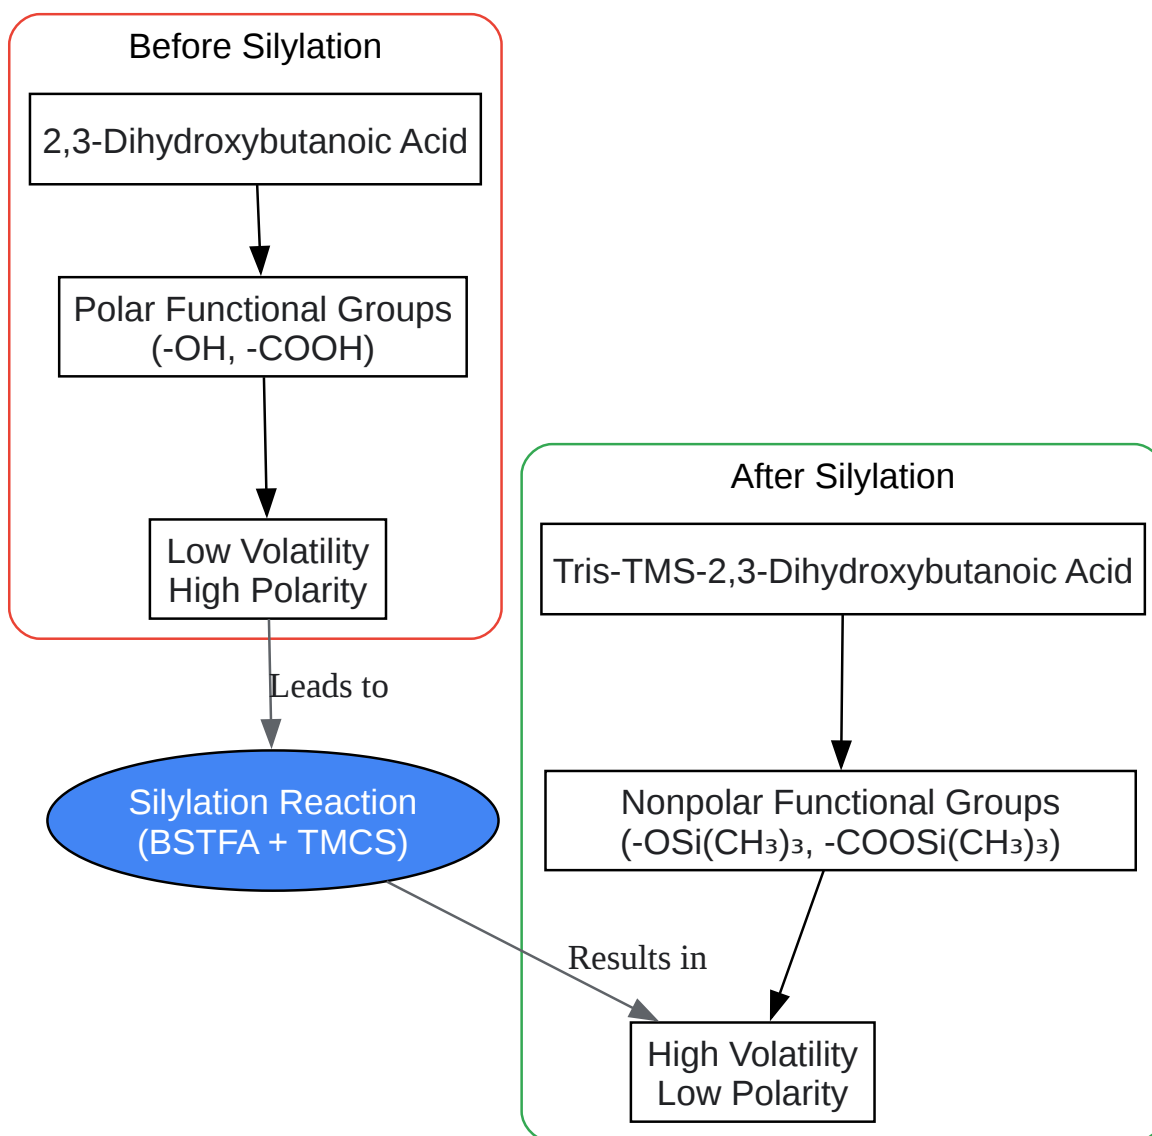 Before Silylation
2,3-Dihydroxybutanoic Acid
Polar Functional Groups
(-OH, -COOH)
Low Volatility
High Polarity
Leads to
Silylation Reaction
(BSTFA + TMCS)
After Silylation
Tris-TMS-2,3-Dihydroxybutanoic Acid
Nonpolar Functional Groups
(-OSi(CH₃)₃, -COOSi(CH₃)₃)
Results in
High Volatility
Low Polarity